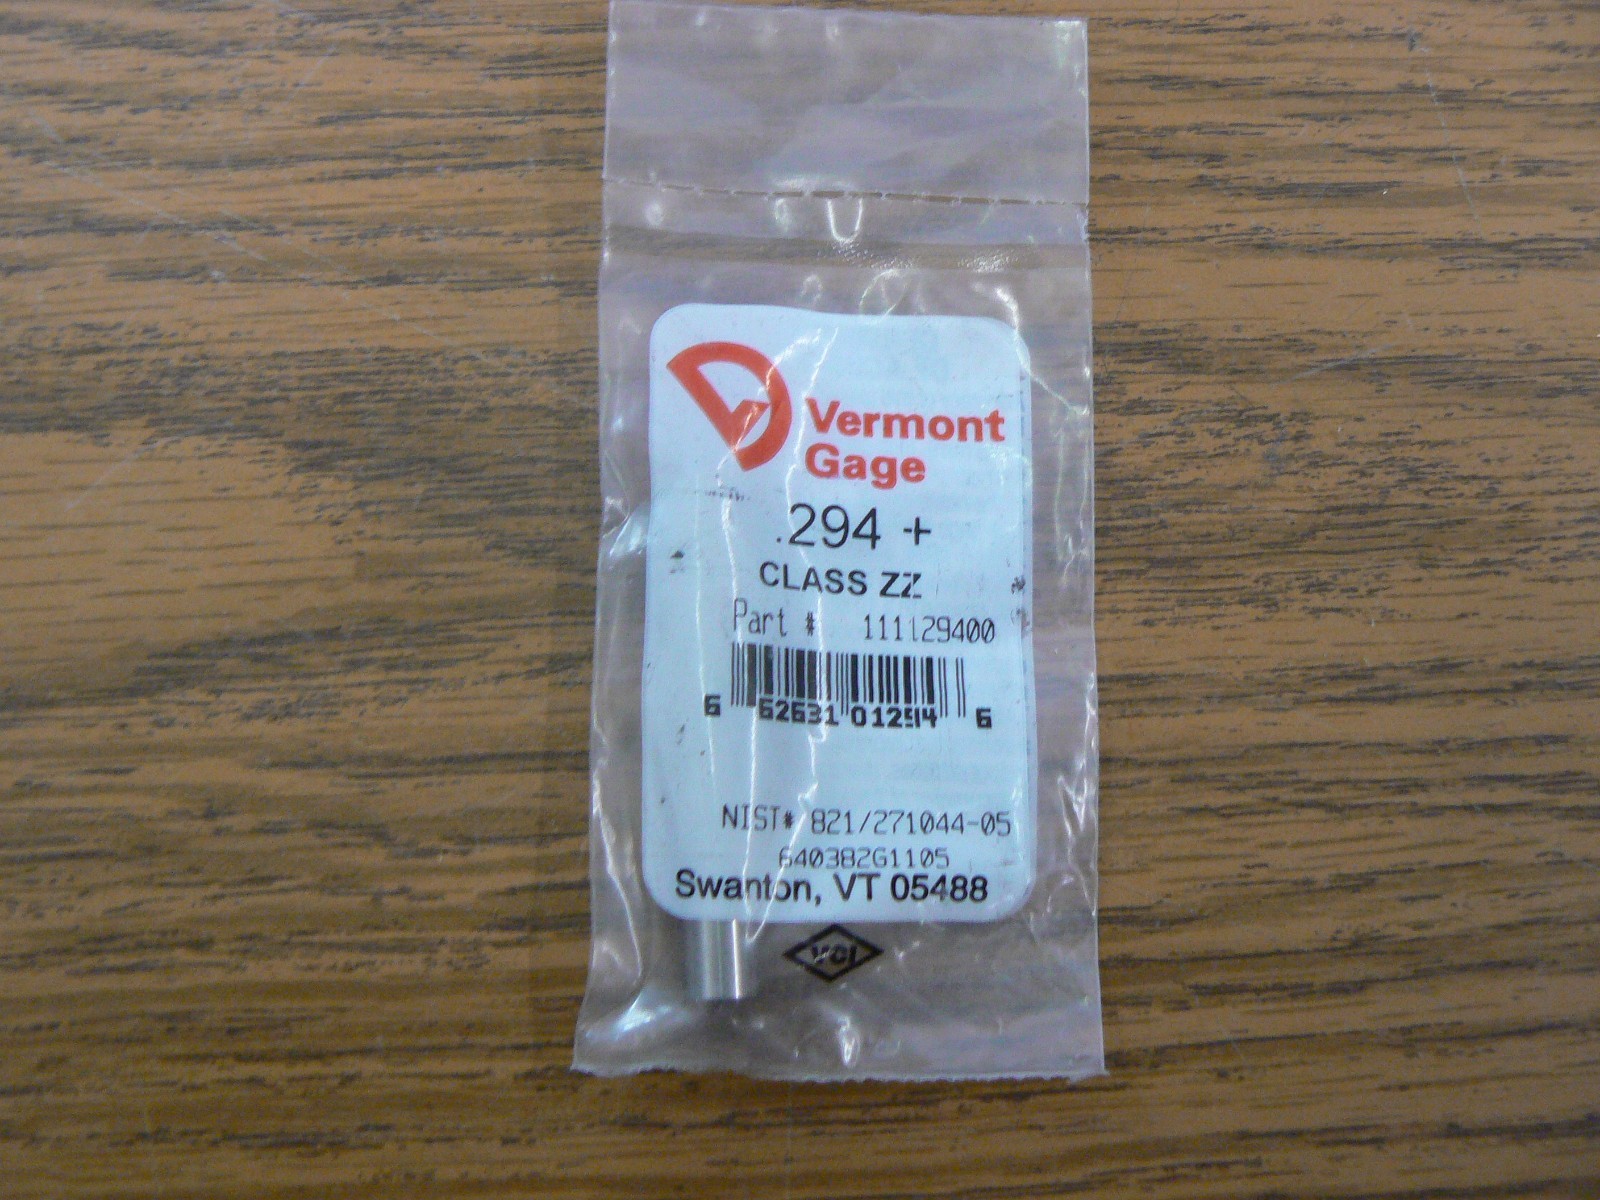 Vermont
Gage
.294 +
CLASS ZZ
Part # 111129400
6 62631 01294 6
NIST# 821/271044-05
640382G1105
Swanton, VT 05488
VCI